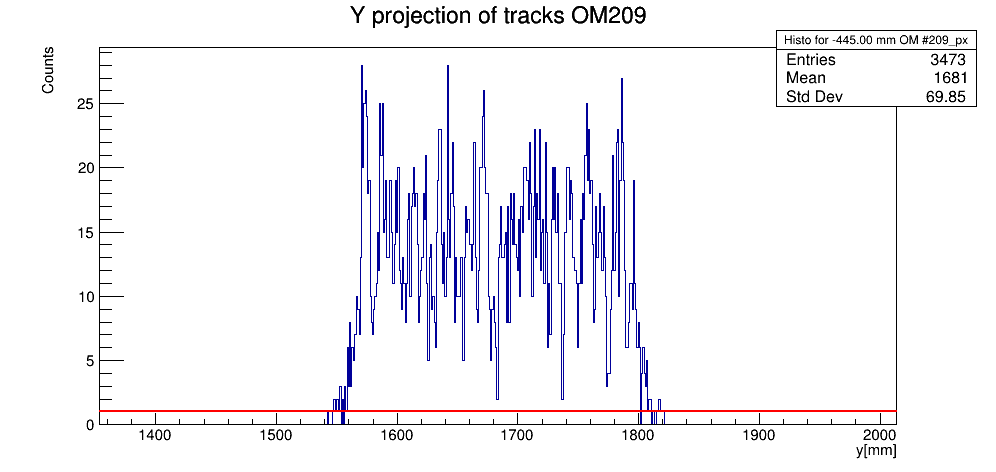 Y projection of tracks OM209
Histo for -445.00 mm OM #209_px
Entries 3473
Mean 1681
Std Dev 69.85
Counts
25
20
15
10
5
0
1400 1500 1600 1700 1800 1900 2000
y[mm]